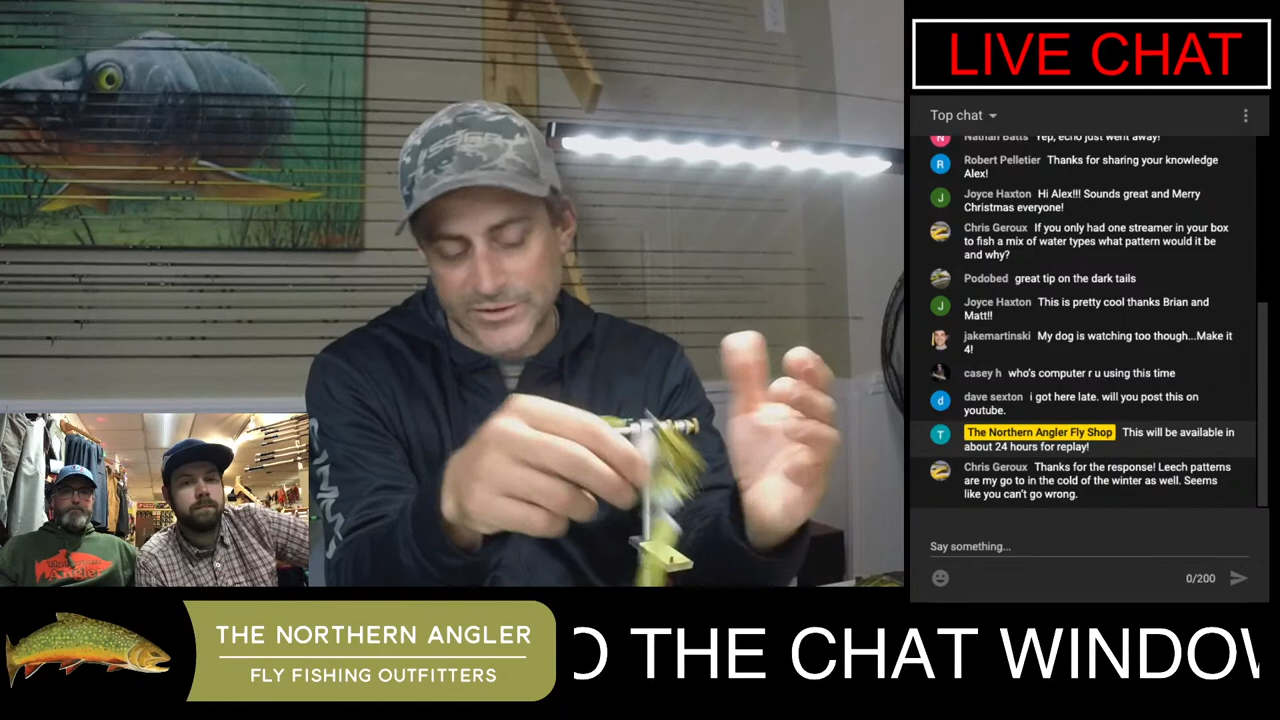 LIVE CHAT
Top chat
Nathan Batts Yep, echo just went away!
Robert Pelletier Thanks for sharing your knowledge
Alex!
Joyce Haxton Hi Alex!!! Sounds great and Merry
Christmas everyone!
Chris Geroux If you only had one streamer in your box
to fish a mix of water types what pattern would it be
and why?
Podobed great tip on the dark tails
Joyce Haxton This is pretty cool thanks Brian and
Matt!!
jakemartinski My dog is watching too though...Make it
4!
casey h who's computer r u using this time
dave sexton i got here late. will you post this on
youtube.
The Northern Angler Fly Shop This will be available in
about 24 hours for replay!
Chris Geroux Thanks for the response! Leech patterns
are my go to in the cold of the winter as well. Seems
like you can't go wrong.
Say something...
0/200
THE NORTHERN ANGLER
FLY FISHING OUTFITTERS
O THE CHAT WINDOW